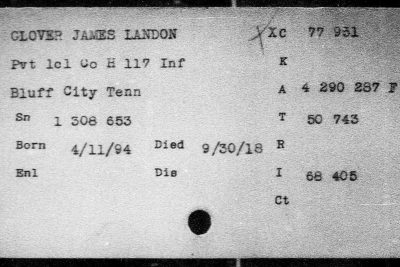 GLOVER JAMES LANDON XC 77 931
Pvt 1cl Co H 117 Inf K
Bluff City Tenn A 4 290 287 F
Sn 1 308 653 T 50 743
Born 4/11/94 Died 9/30/18 R
Enl Dis I 68 405
Ct